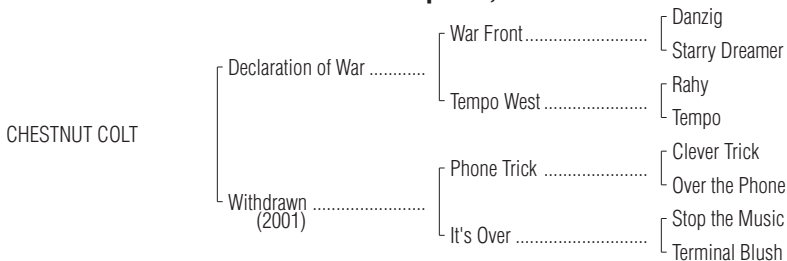 Danzig
War Front..........................
Starry Dreamer
Declaration of War ............
Rahy
Tempo West ......................
Tempo
CHESTNUT COLT
Clever Trick
Phone Trick ......................
Over the Phone
Withdrawn ........................
(2001)
Stop the Music
It's Over ............................
Terminal Blush